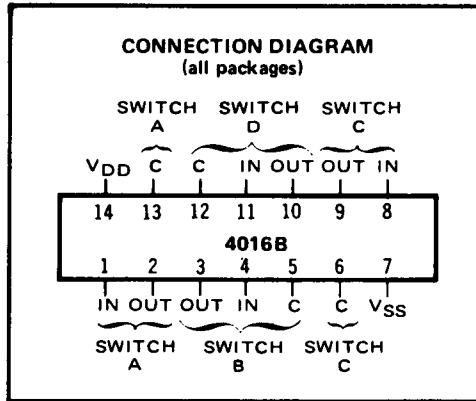 CONNECTION DIAGRAM
(all packages)
SWITCH SWITCH SWITCH
A D C
VDD C C IN OUT OUT IN
14 13 12 11 10 9 8
4016B
1 2 3 4 5 6 7
IN OUT OUT IN C C VSS
SWITCH SWITCH SWITCH
A B C